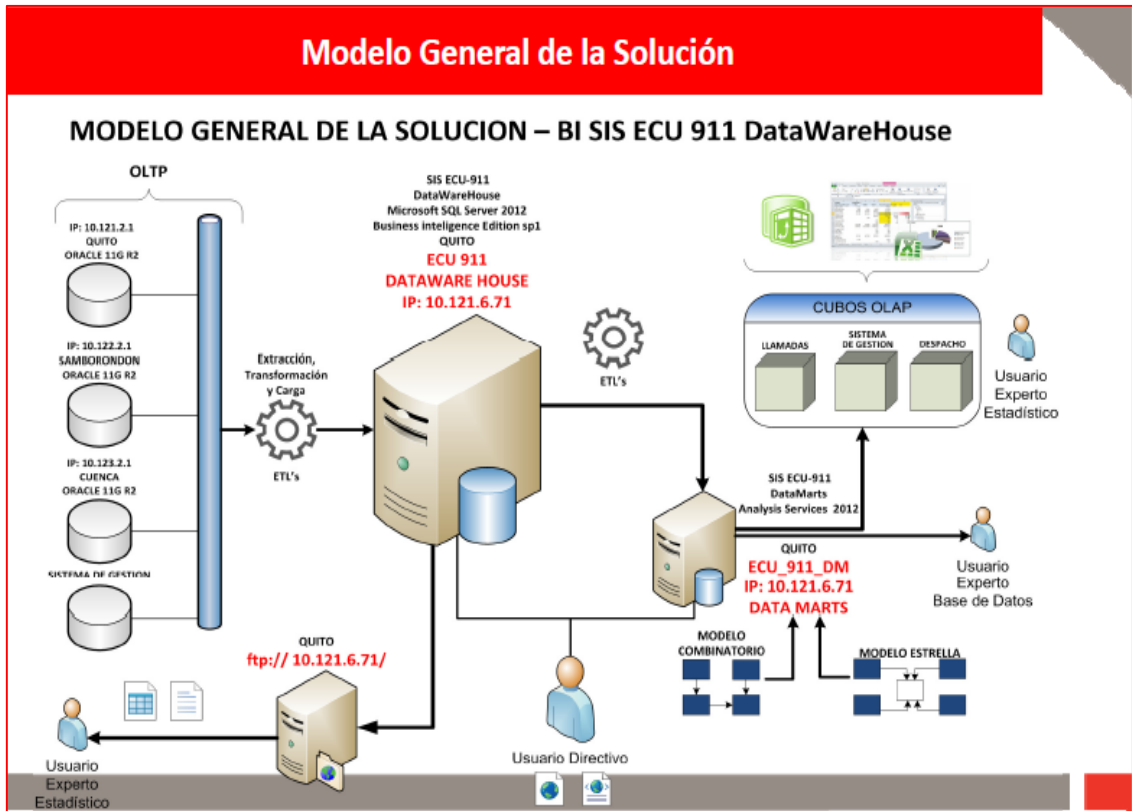 Modelo General de la Solución
MODELO GENERAL DE LA SOLUCION – BI SIS ECU 911 DataWareHouse
OLTP
IP: 10.121.2.1
QUITO
ORACLE 11G R2
IP: 10.122.2.1
SAMBORONDON
ORACLE 11G R2
IP: 10.123.2.1
CUENCA
ORACLE 11G R2
SISTEMA DE GESTION
Extracción,
Transformación
y Carga
ETL's
SIS ECU-911
DataWareHouse
Microsoft SQL Server 2012
Business inteligence Edition sp1
QUITO
ECU 911
DATAWARE HOUSE
IP: 10.121.6.71
ETL's
CUBOS OLAP
LLAMADAS
SISTEMA
DE GESTION
DESPACHO
Usuario
Experto
Estadístico
SIS ECU-911
DataMarts
Analysis Services 2012
QUITO
ECU_911_DM
IP: 10.121.6.71
DATA MARTS
Usuario
Experto
Base de Datos
MODELO
COMBINATORIO
MODELO ESTRELLA
QUITO
ftp:// 10.121.6.71/
Usuario Directivo
Usuario
Experto
Estadístico